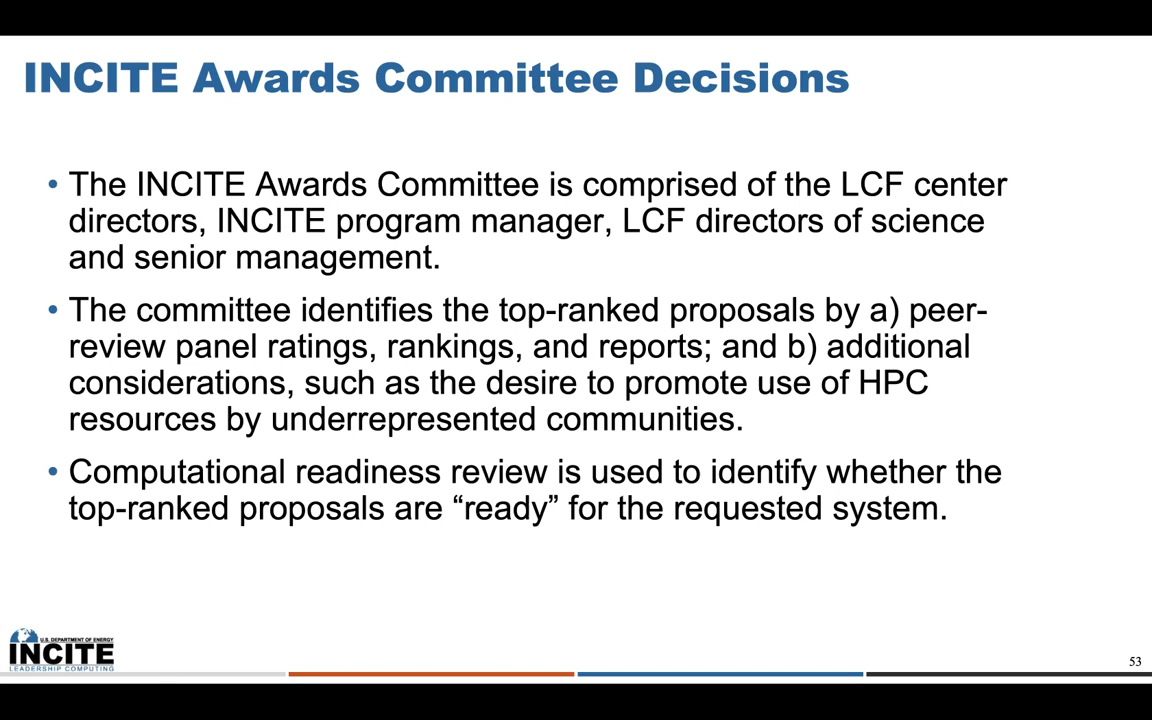 INCITE Awards Committee Decisions
• The INCITE Awards Committee is comprised of the LCF center
directors, INCITE program manager, LCF directors of science
and senior management.
• The committee identifies the top-ranked proposals by a) peer-
review panel ratings, rankings, and reports; and b) additional
considerations, such as the desire to promote use of HPC
resources by underrepresented communities.
• Computational readiness review is used to identify whether the
top-ranked proposals are “ready” for the requested system.
U.S. DEPARTMENT OF ENERGY
INCITE
LEADERSHIP COMPUTING
53